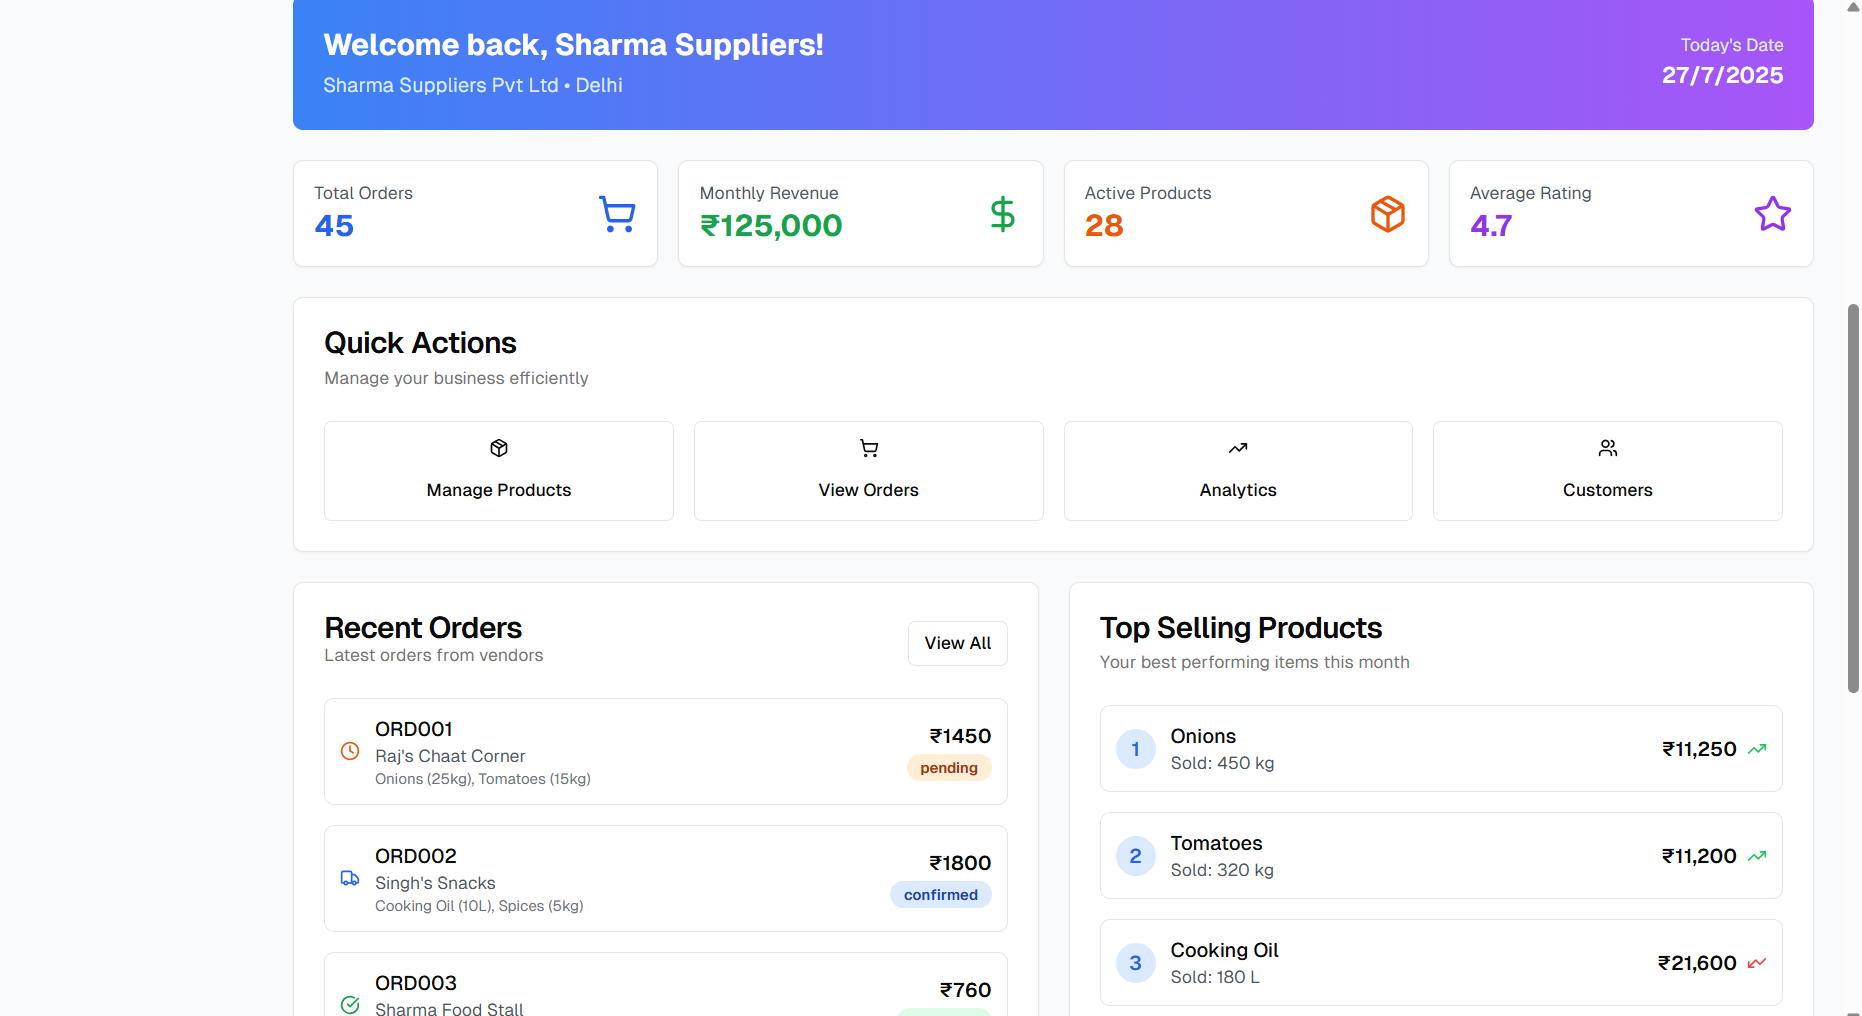 Welcome back, Sharma Suppliers!
Sharma Suppliers Pvt Ltd • Delhi
Today's Date
27/7/2025
Total Orders
45
Monthly Revenue
₹125,000
Active Products
28
Average Rating
4.7
Quick Actions
Manage your business efficiently
Manage Products
View Orders
Analytics
Customers
Recent Orders
Latest orders from vendors
View All
ORD001
Raj's Chaat Corner
Onions (25kg), Tomatoes (15kg)
₹1450
pending
ORD002
Singh's Snacks
Cooking Oil (10L), Spices (5kg)
₹1800
confirmed
ORD003
Sharma Food Stall
₹760
Top Selling Products
Your best performing items this month
1
Onions
Sold: 450 kg
₹11,250
2
Tomatoes
Sold: 320 kg
₹11,200
3
Cooking Oil
Sold: 180 L
₹21,600